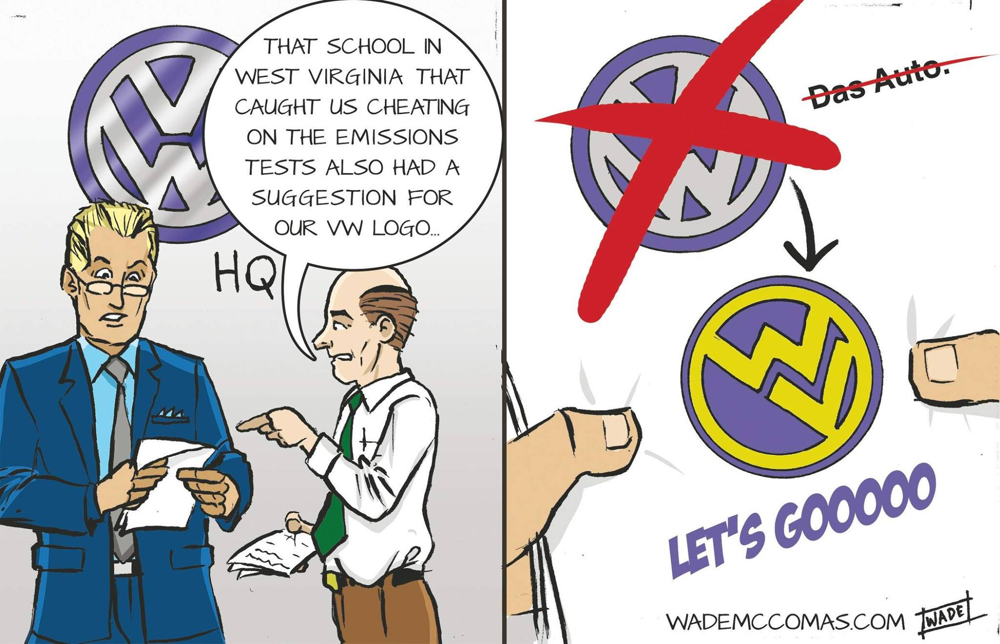 THAT SCHOOL IN
WEST VIRGINIA THAT
CAUGHT US CHEATING
ON THE EMISSIONS
TESTS ALSO HAD A
SUGGESTION FOR
OUR VW LOGO...
HQ
Das Auto.
LET'S GOOOOO
WADEMCCOMAS.COM
WADE